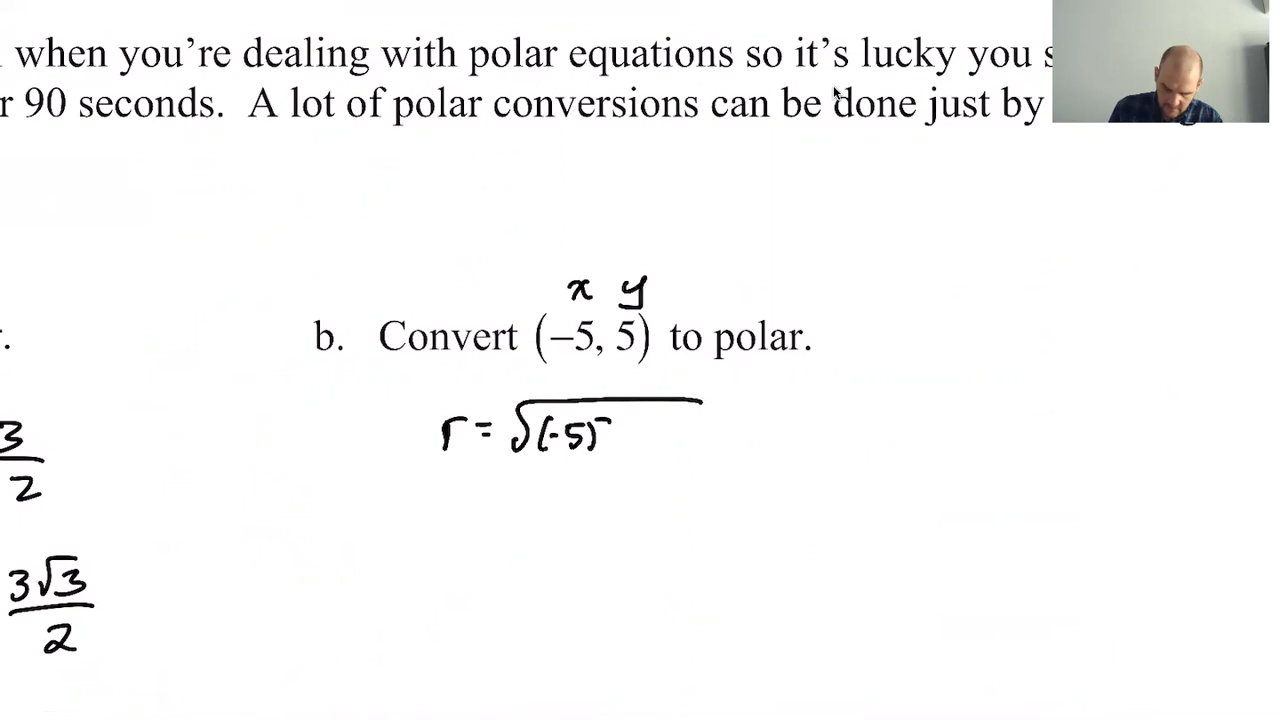 when you’re dealing with polar equations so it’s lucky you s
r 90 seconds. A lot of polar conversions can be done just by
x y
b. Convert (−5, 5) to polar.
r = √(-5)
3
2
3√3
2